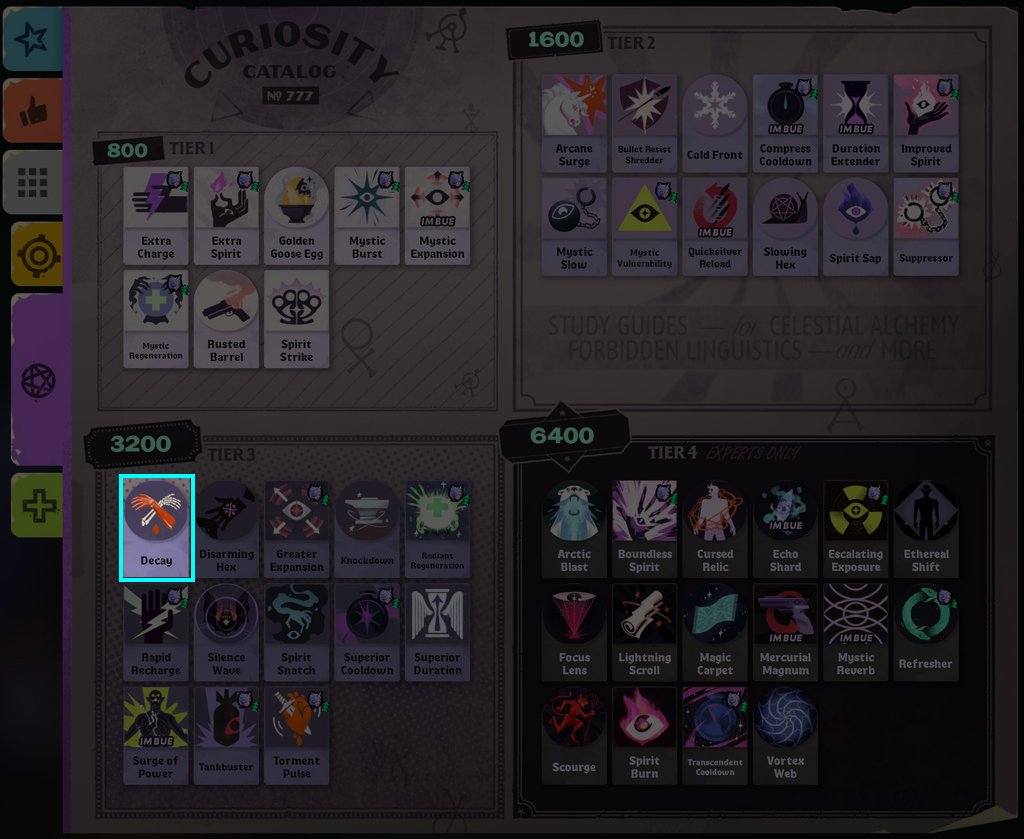 CURIOSITY
CATALOG
Nº 777
800 TIER 1
Extra Charge
Extra Spirit
Golden Goose Egg
Mystic Burst
IMBUE
Mystic Expansion
Mystic Regeneration
Rusted Barrel
Spirit Strike
1600 TIER 2
Arcane Surge
Bullet Resist Shredder
Cold Front
IMBUE
Compress Cooldown
IMBUE
Duration Extender
Improved Spirit
Mystic Slow
Mystic Vulnerability
IMBUE
Quicksilver Reload
Slowing Hex
Spirit Sap
Suppressor
STUDY GUIDES — for CELESTIAL ALCHEMY
FORBIDDEN LINGUISTICS — and MORE
3200 TIER 3
Decay
Disarming Hex
Greater Expansion
Knockdown
Radiant Regeneration
Rapid Recharge
Silence Wave
Spirit Snatch
Superior Cooldown
Superior Duration
IMBUE
Surge of Power
Tankbuster
Torment Pulse
6400 TIER 4 EXPERTS ONLY
Arctic Blast
Boundless Spirit
Cursed Relic
IMBUE
Echo Shard
Escalating Exposure
Ethereal Shift
Focus Lens
Lightning Scroll
Magic Carpet
IMBUE
Mercurial Magnum
IMBUE
Mystic Reverb
Refresher
Scourge
Spirit Burn
Transcendent Cooldown
Vortex Web